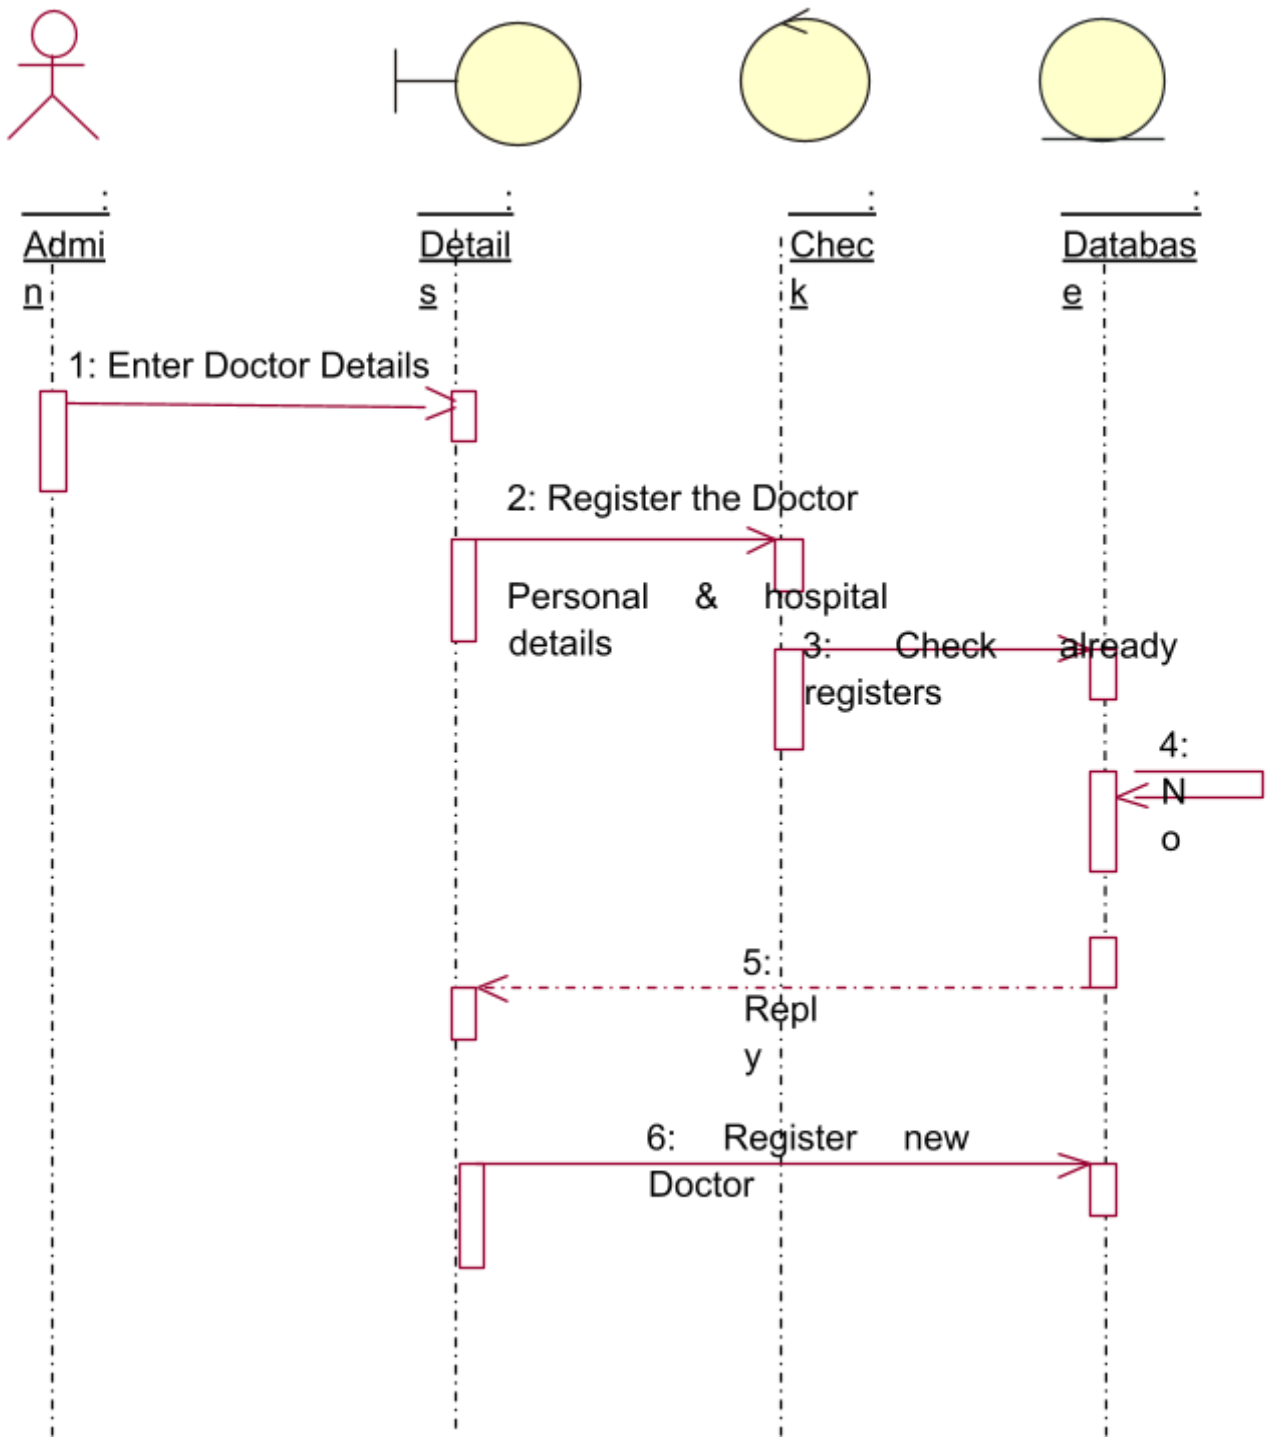 :
Admi
n
:
Detail
s
:
Chec
k
:
Databas
e
1: Enter Doctor Details
2: Register the Doctor
Personal & hospital
details
3: Check already
registers
4:
N
o
5:
Repl
y
6: Register new
Doctor